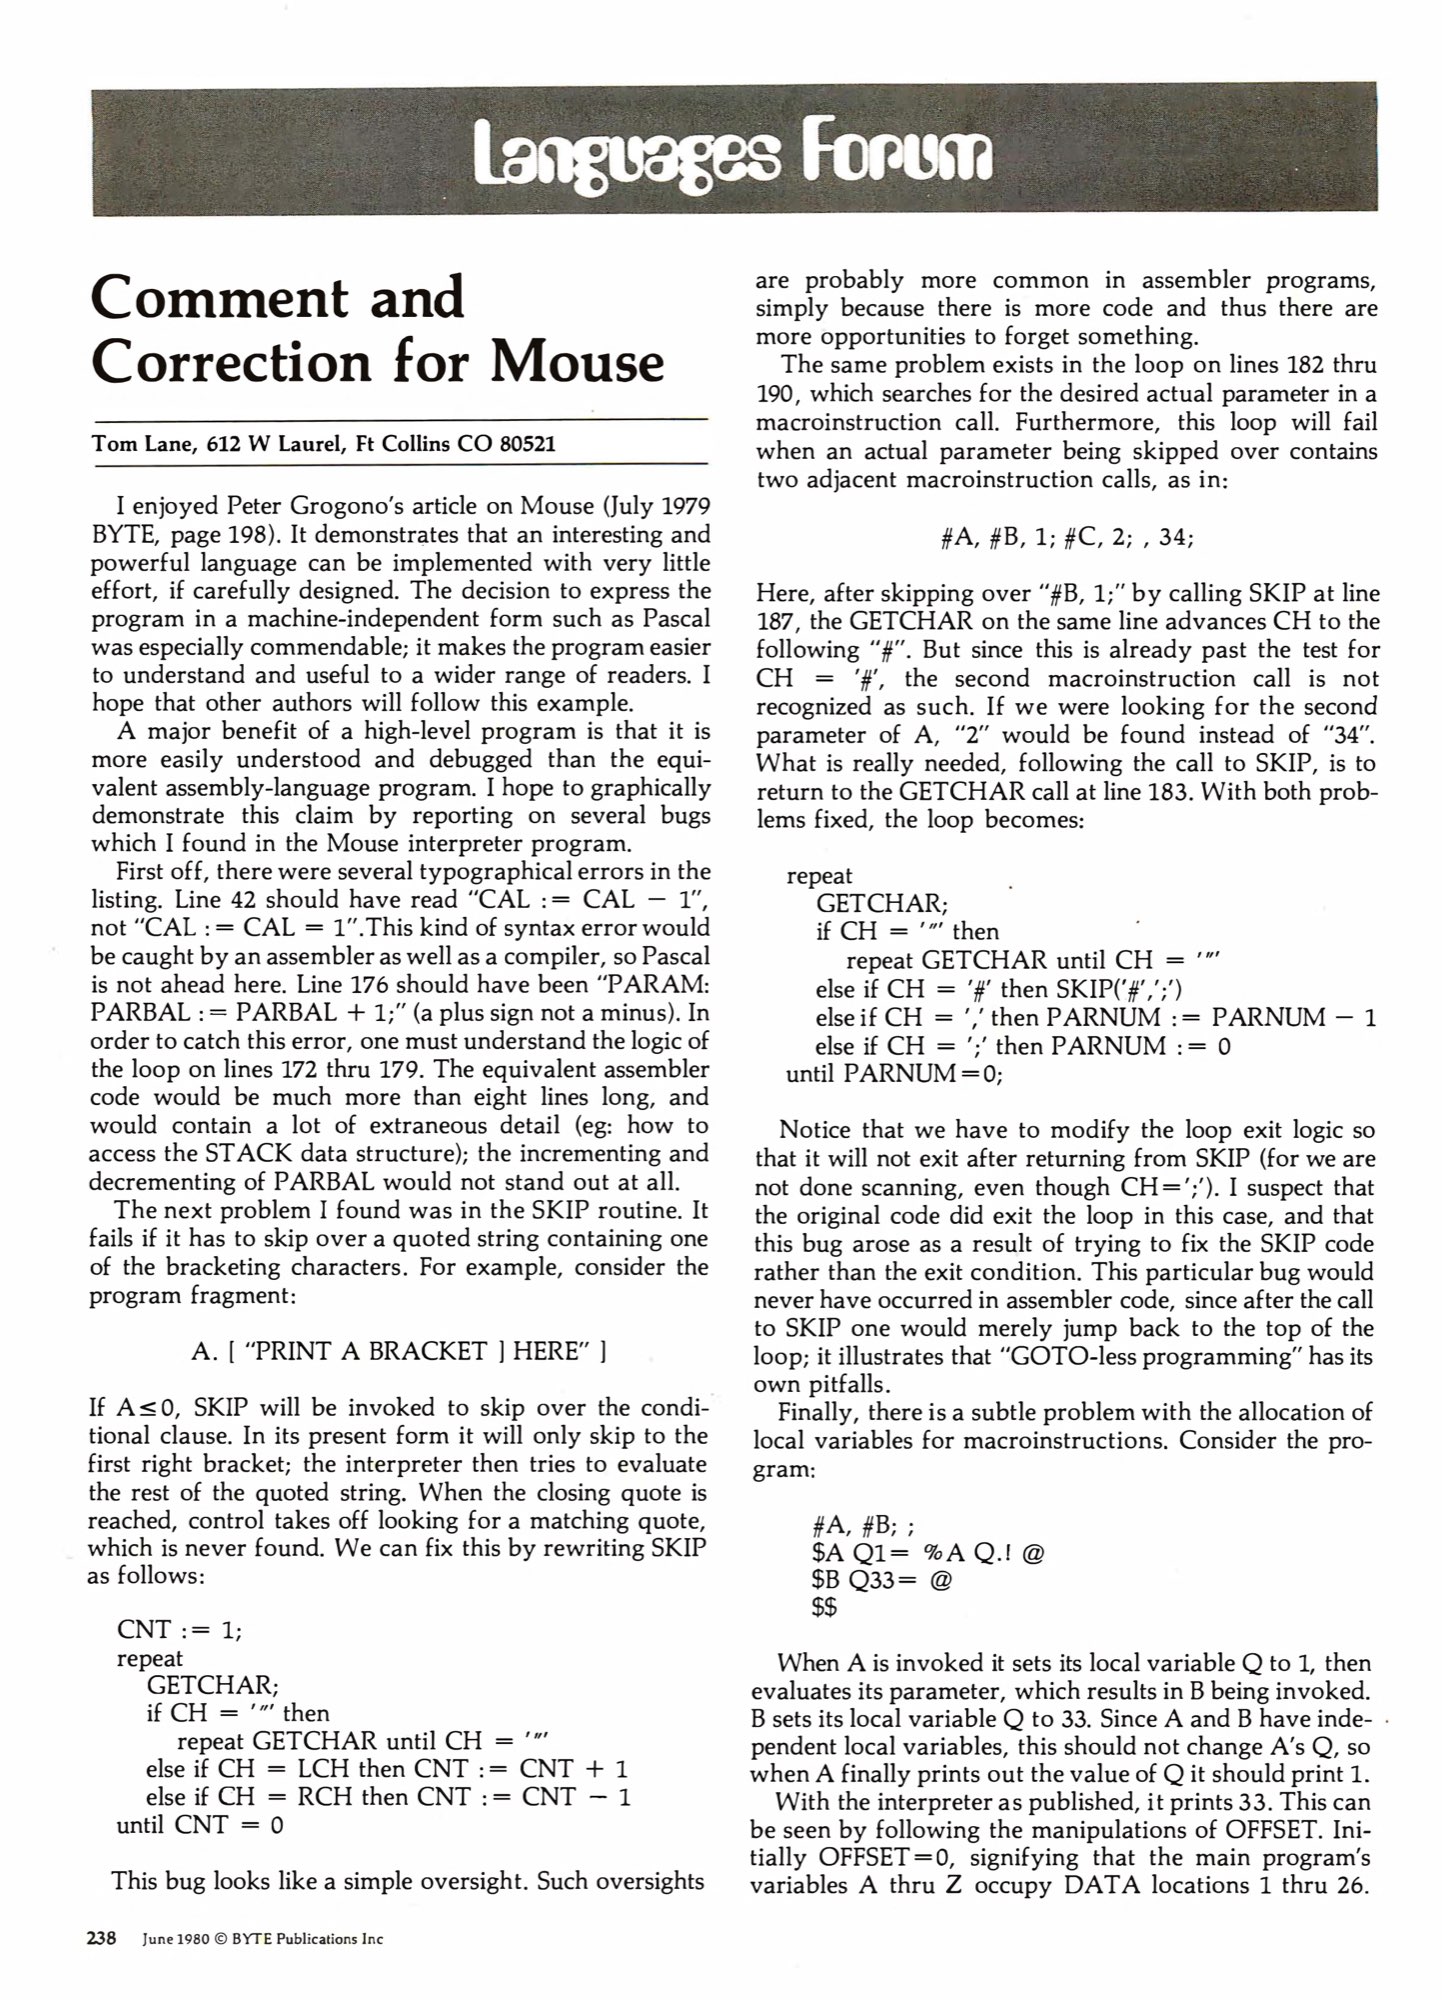 Languages Forum
Comment and
Correction for Mouse
Tom Lane, 612 W Laurel, Ft Collins CO 80521
I enjoyed Peter Grogono's article on Mouse (July 1979
BYTE, page 198). It demonstrates that an interesting and
powerful language can be implemented with very little
effort, if carefully designed. The decision to express the
program in a machine-independent form such as Pascal
was especially commendable; it makes the program easier
to understand and useful to a wider range of readers. I
hope that other authors will follow this example.
A major benefit of a high-level program is that it is
more easily understood and debugged than the equi-
valent assembly-language program. I hope to graphically
demonstrate this claim by reporting on several bugs
which I found in the Mouse interpreter program.
First off, there were several typographical errors in the
listing. Line 42 should have read "CAL := CAL − 1",
not "CAL := CAL = 1".This kind of syntax error would
be caught by an assembler as well as a compiler, so Pascal
is not ahead here. Line 176 should have been "PARAM:
PARBAL := PARBAL + 1;" (a plus sign not a minus). In
order to catch this error, one must understand the logic of
the loop on lines 172 thru 179. The equivalent assembler
code would be much more than eight lines long, and
would contain a lot of extraneous detail (eg: how to
access the STACK data structure); the incrementing and
decrementing of PARBAL would not stand out at all.
The next problem I found was in the SKIP routine. It
fails if it has to skip over a quoted string containing one
of the bracketing characters. For example, consider the
program fragment:
A. [ "PRINT A BRACKET ] HERE" ]
If A≤0, SKIP will be invoked to skip over the condi-
tional clause. In its present form it will only skip to the
first right bracket; the interpreter then tries to evaluate
the rest of the quoted string. When the closing quote is
reached, control takes off looking for a matching quote,
which is never found. We can fix this by rewriting SKIP
as follows:
CNT := 1;
repeat
GETCHAR;
if CH = '"' then
repeat GETCHAR until CH = '"'
else if CH = LCH then CNT := CNT + 1
else if CH = RCH then CNT := CNT − 1
until CNT = 0
This bug looks like a simple oversight. Such oversights
are probably more common in assembler programs,
simply because there is more code and thus there are
more opportunities to forget something.
The same problem exists in the loop on lines 182 thru
190, which searches for the desired actual parameter in a
macroinstruction call. Furthermore, this loop will fail
when an actual parameter being skipped over contains
two adjacent macroinstruction calls, as in:
#A, #B, 1; #C, 2; , 34;
Here, after skipping over "#B, 1;" by calling SKIP at line
187, the GETCHAR on the same line advances CH to the
following "#". But since this is already past the test for
CH = '#', the second macroinstruction call is not
recognized as such. If we were looking for the second
parameter of A, "2" would be found instead of "34".
What is really needed, following the call to SKIP, is to
return to the GETCHAR call at line 183. With both prob-
lems fixed, the loop becomes:
repeat
GETCHAR;
if CH = '"' then
repeat GETCHAR until CH = '"'
else if CH = '#' then SKIP('#',';')
else if CH = ',' then PARNUM := PARNUM − 1
else if CH = ';' then PARNUM := 0
until PARNUM=0;
Notice that we have to modify the loop exit logic so
that it will not exit after returning from SKIP (for we are
not done scanning, even though CH=';'). I suspect that
the original code did exit the loop in this case, and that
this bug arose as a result of trying to fix the SKIP code
rather than the exit condition. This particular bug would
never have occurred in assembler code, since after the call
to SKIP one would merely jump back to the top of the
loop; it illustrates that "GOTO-less programming" has its
own pitfalls.
Finally, there is a subtle problem with the allocation of
local variables for macroinstructions. Consider the pro-
gram:
#A, #B; ;
$A Q1= %A Q.! @
$B Q33= @
$$
When A is invoked it sets its local variable Q to 1, then
evaluates its parameter, which results in B being invoked.
B sets its local variable Q to 33. Since A and B have inde-
pendent local variables, this should not change A's Q, so
when A finally prints out the value of Q it should print 1.
With the interpreter as published, it prints 33. This can
be seen by following the manipulations of OFFSET. Ini-
tially OFFSET=0, signifying that the main program's
variables A thru Z occupy DATA locations 1 thru 26.
238 June 1980 © BYTE Publications Inc